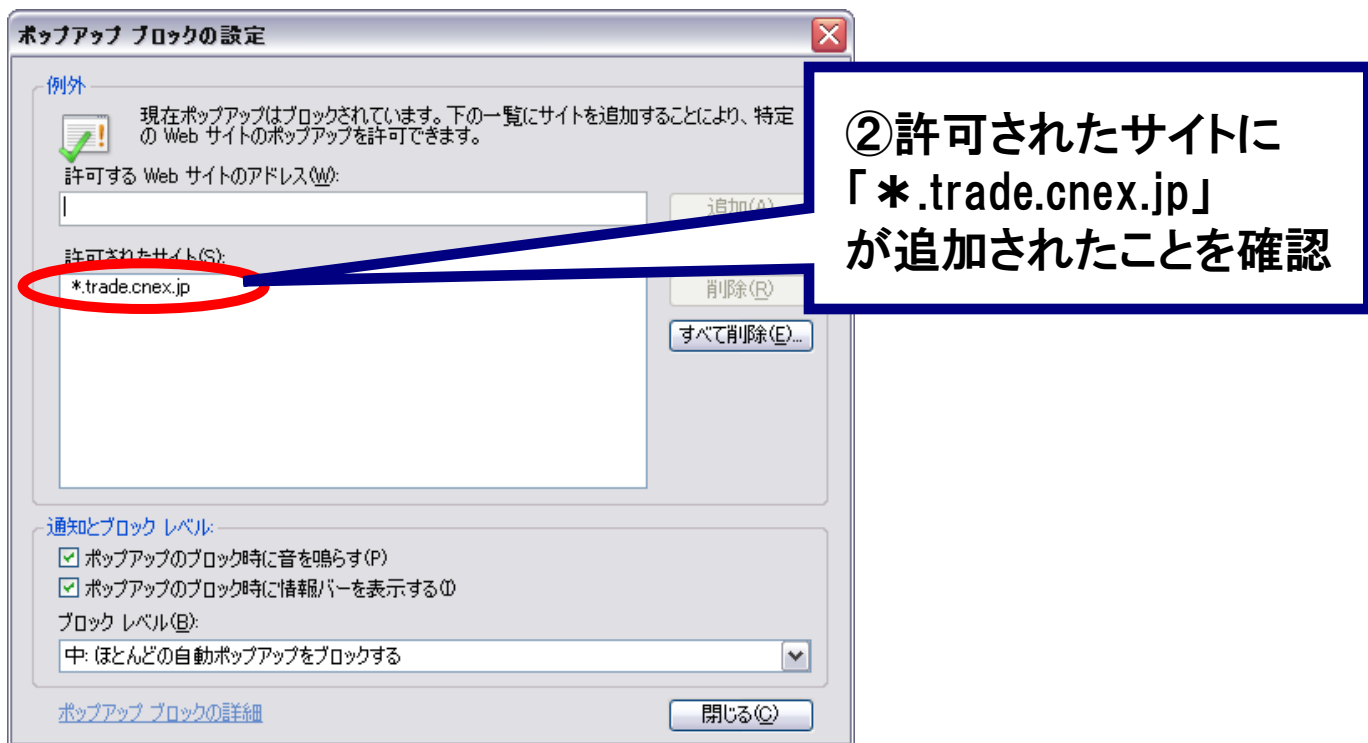 ポップアップ ブロックの設定
例外
現在ポップアップはブロックされています。下の一覧にサイトを追加することにより、特定
の Web サイトのポップアップを許可できます。
許可する Web サイトのアドレス(W):
追加(A)
許可されたサイト(S):
*.trade.cnex.jp
削除(R)
すべて削除(E)...
②許可されたサイトに
「＊.trade.cnex.jp」
が追加されたことを確認
通知とブロック レベル:
ポップアップのブロック時に音を鳴らす(P)
ポップアップのブロック時に情報バーを表示する(I)
ブロック レベル(B):
中: ほとんどの自動ポップアップをブロックする
ポップアップ ブロックの詳細
閉じる(C)